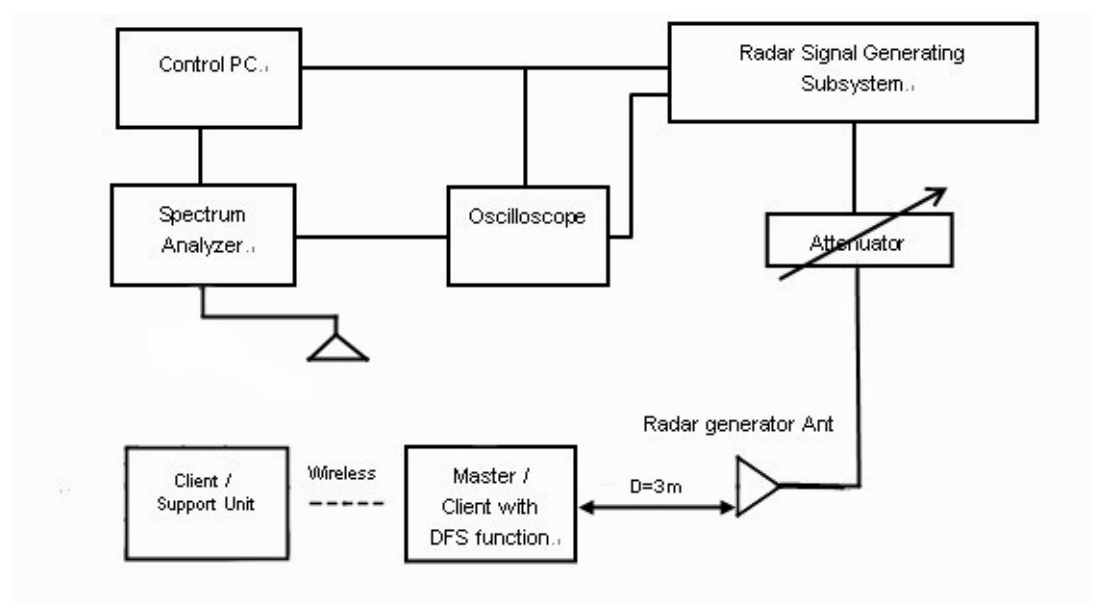 Control PC.
Radar Signal Generating
Subsystem.
Spectrum
Analyzer.
Oscilloscope
Attenuator
Radar generator Ant
Client /
Support Unit
Wireless
Master /
Client with
DFS function.
D=3m